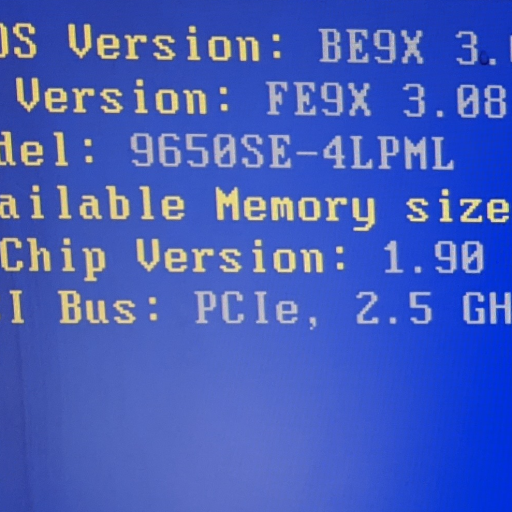 OS Version: BE9X 3.
Version: FE9X 3.08
del: 9650SE-4LPML
ailable Memory size
Chip Version: 1.90
I Bus: PCIe, 2.5 GH